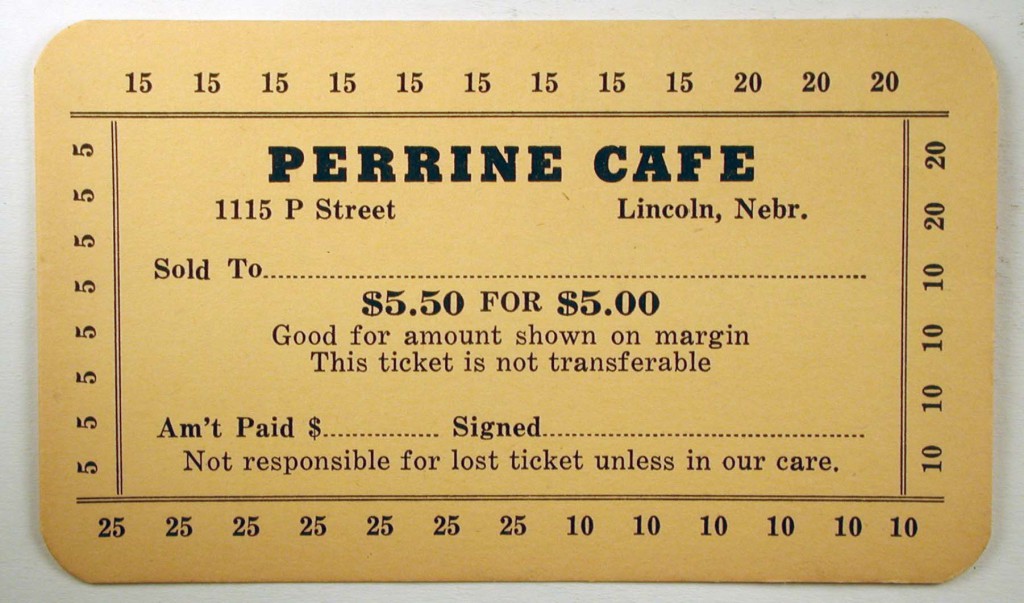 15 15 15 15 15 15 15 15 15 20 20 20
5 5 5 5 5 5 5 5
PERRINE CAFE
1115 P Street Lincoln, Nebr.
Sold To
$5.50 FOR $5.00
Good for amount shown on margin
This ticket is not transferable
Am't Paid $ Signed
Not responsible for lost ticket unless in our care.
20 20 10 10 10 10
25 25 25 25 25 25 25 10 10 10 10 10 10